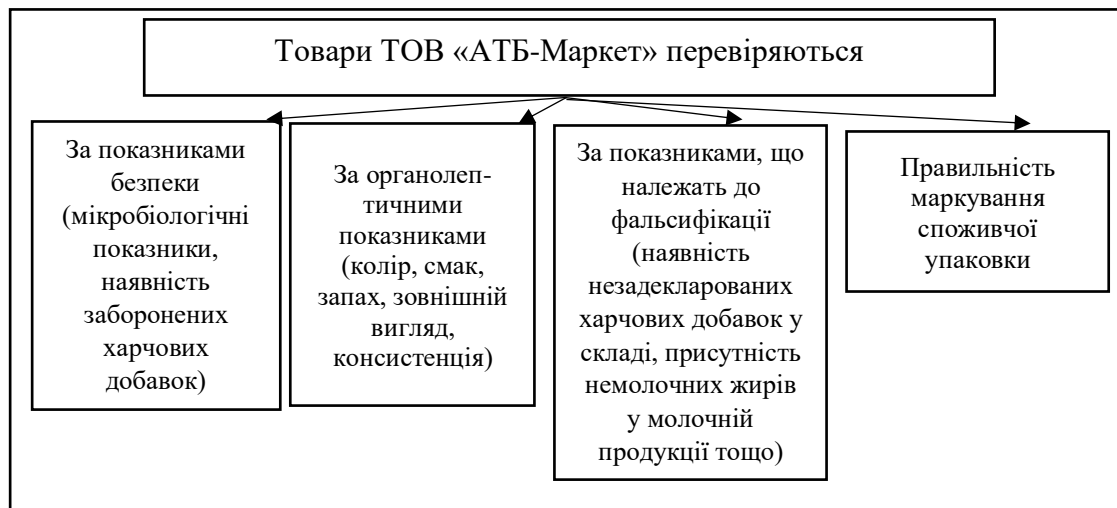 Товари ТОВ «АТБ-Маркет» перевіряються
За показниками
безпеки
(мікробіологічні
показники,
наявність
заборонених
харчових
добавок)
За органолеп-
тичними
показниками
(колір, смак,
запах, зовнішній
вигляд,
консистенція)
За показниками, що
належать до
фальсифікації
(наявність
незадекларованих
харчових добавок у
складі, присутність
немолочних жирів
у молочній
продукції тощо)
Правильність
маркування
споживчої
упаковки